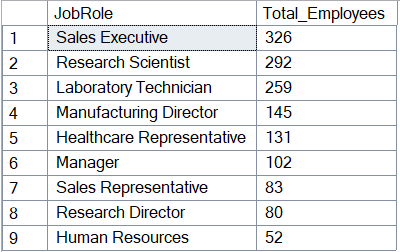 JobRole Total_Employees
1 Sales Executive 326
2 Research Scientist 292
3 Laboratory Technician 259
4 Manufacturing Director 145
5 Healthcare Representative 131
6 Manager 102
7 Sales Representative 83
8 Research Director 80
9 Human Resources 52